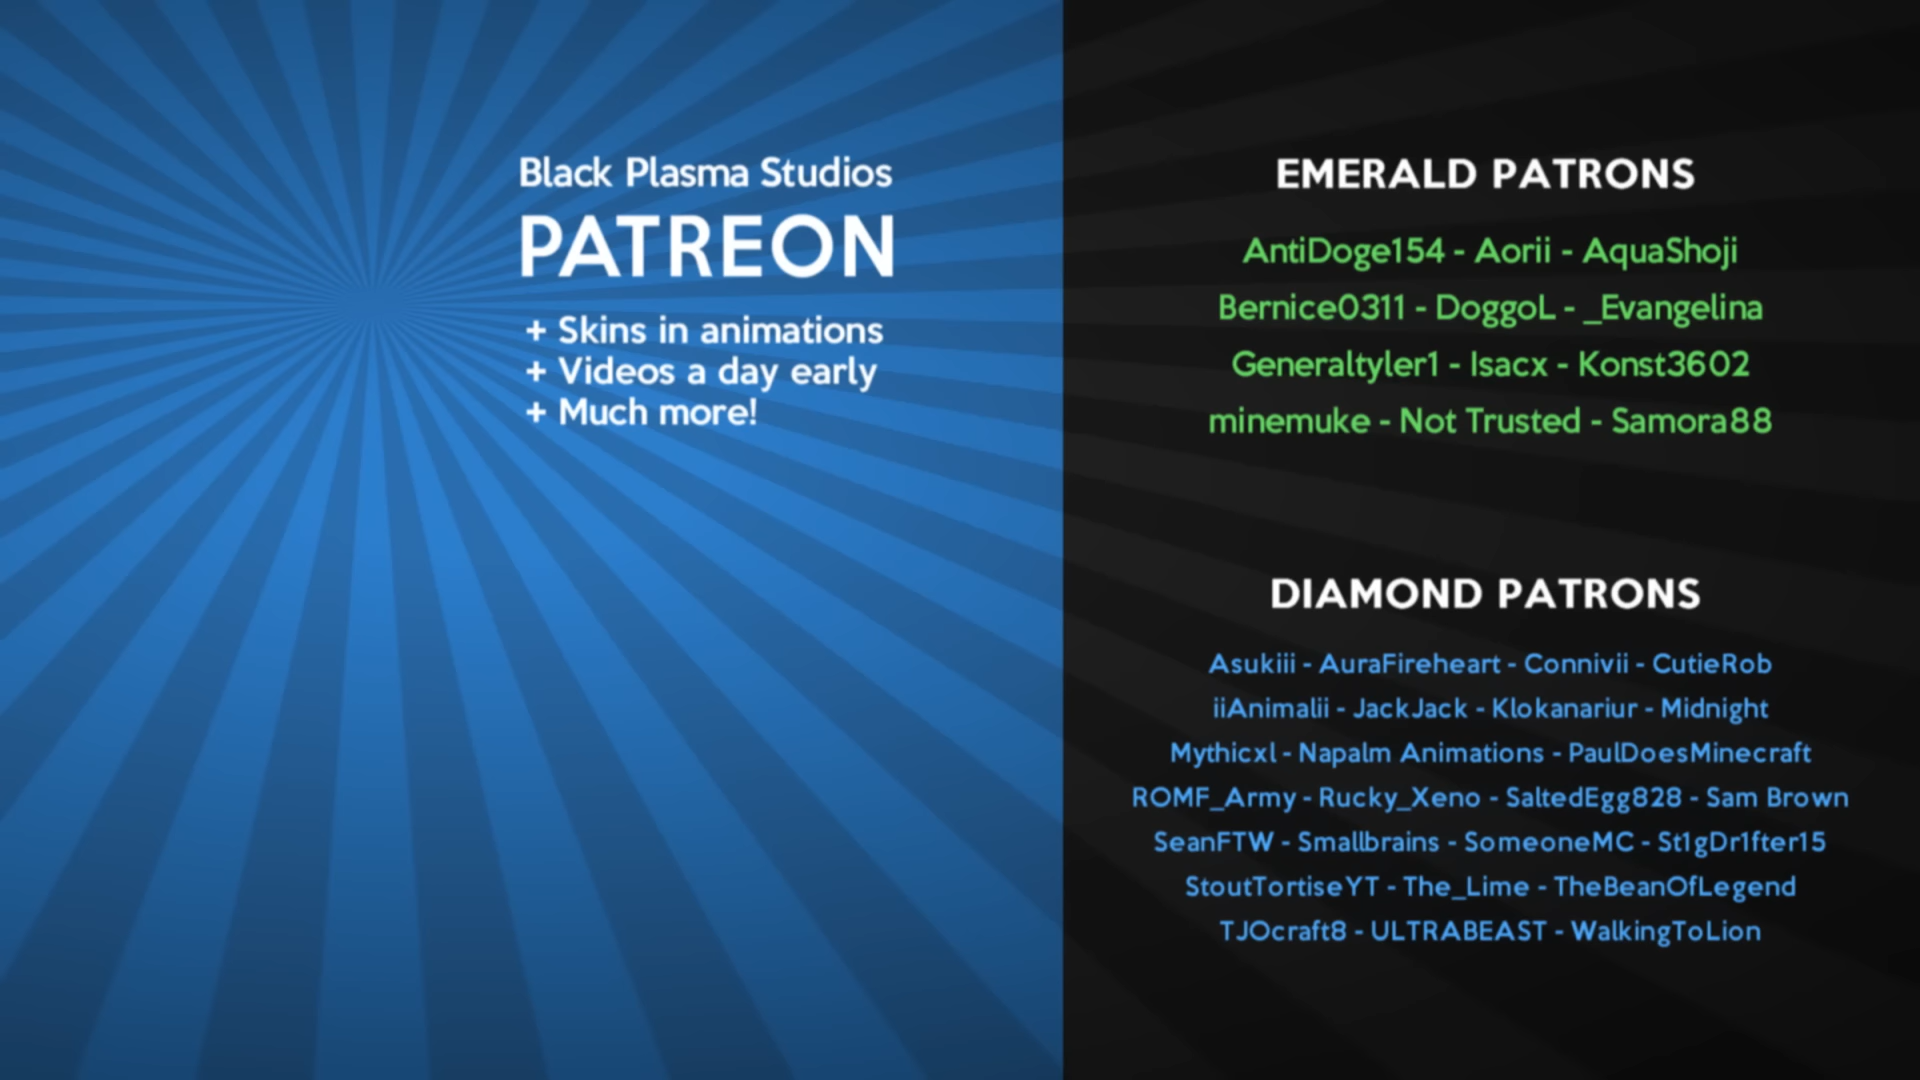 Black Plasma Studios
PATREON
+ Skins in animations
+ Videos a day early
+ Much more!
EMERALD PATRONS
AntiDoge154 - Aorii - AquaShoji
Bernice0311 - DoggoL - _Evangelina
Generaltyler1 - Isacx - Konst3602
minemuke - Not Trusted - Samora88
DIAMOND PATRONS
Asukiii - AuraFireheart - Connivii - CutieRob
iiAnimalii - JackJack - Klokanariur - Midnight
Mythicxl - Napalm Animations - PaulDoesMinecraft
ROMF_Army - Rucky_Xeno - SaltedEgg828 - Sam Brown
SeanFTW - Smallbrains - SomeoneMC - St1gDr1fter15
StoutTortiseYT - The_Lime - TheBeanOfLegend
TJOcraft8 - ULTRABEAST - WalkingToLion